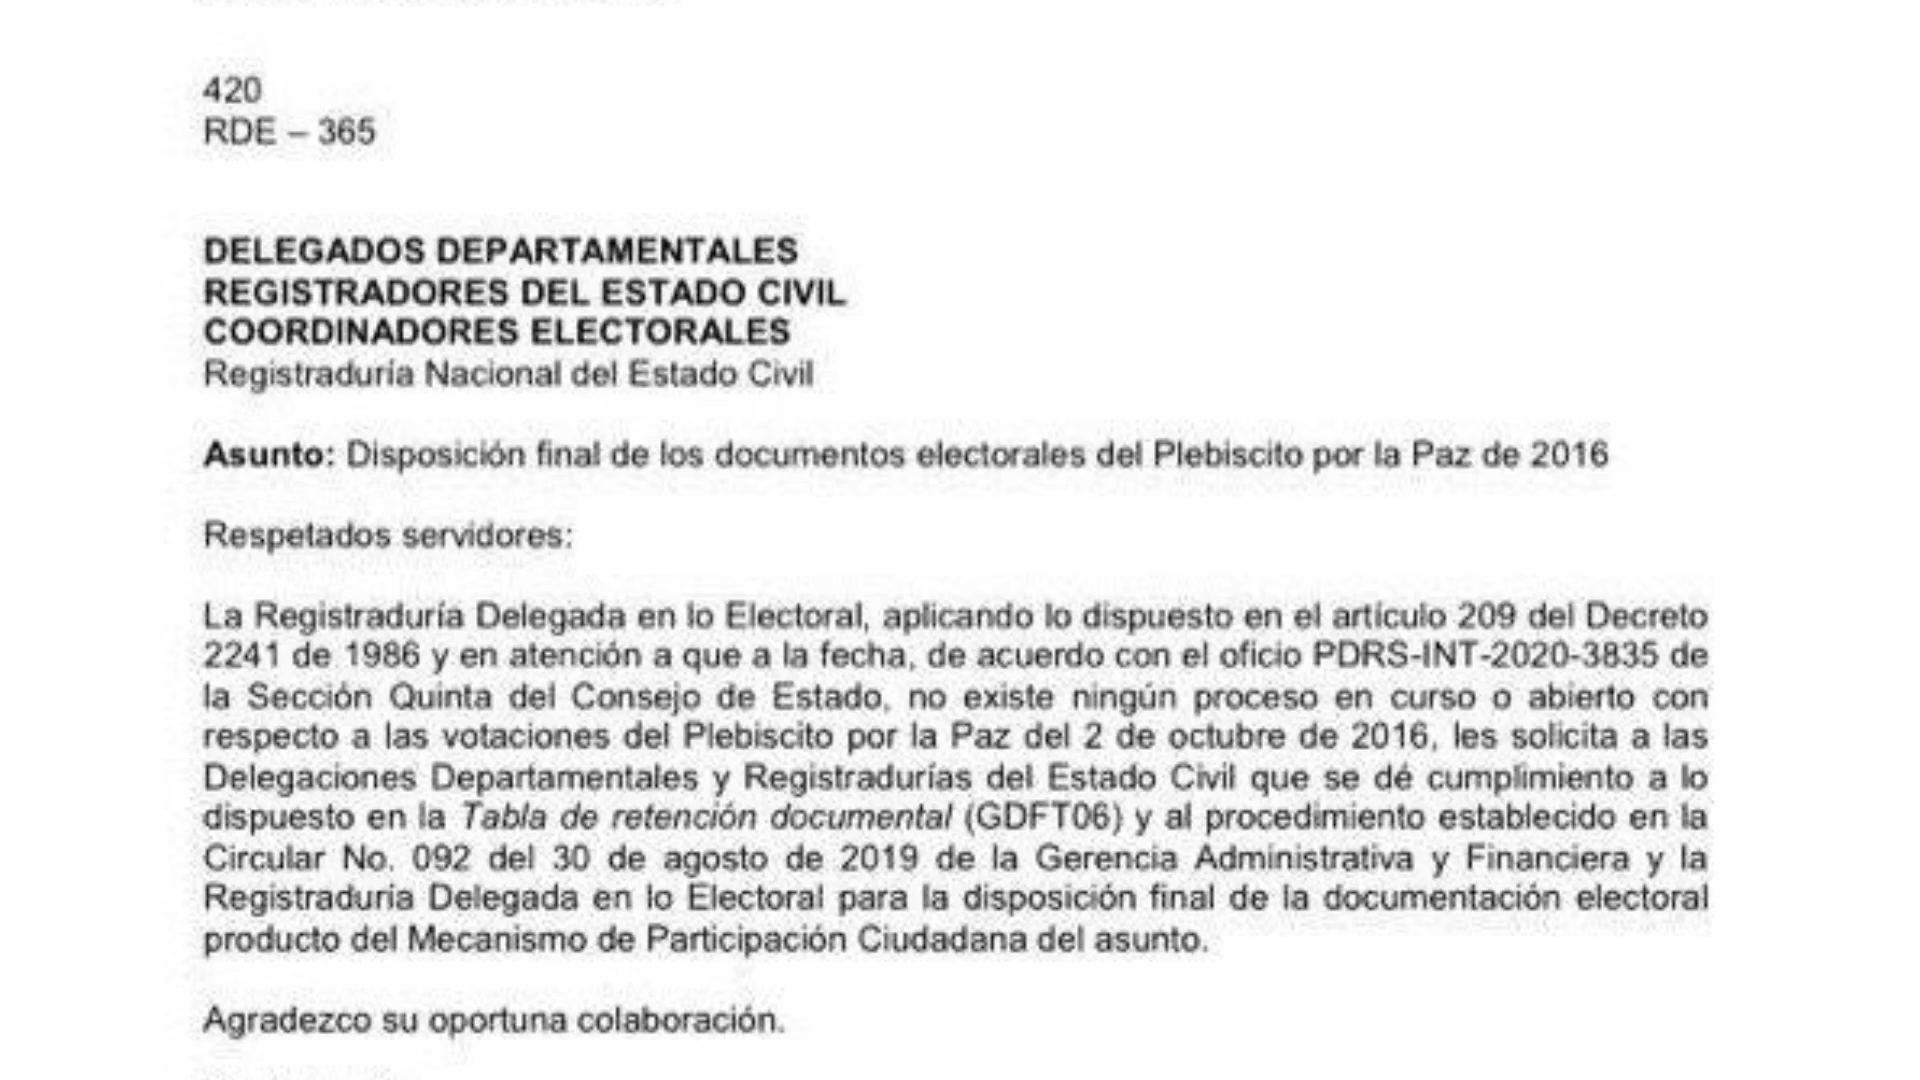 420
RDE – 365
DELEGADOS DEPARTAMENTALES
REGISTRADORES DEL ESTADO CIVIL
COORDINADORES ELECTORALES
Registraduría Nacional del Estado Civil
Asunto: Disposición final de los documentos electorales del Plebiscito por la Paz de 2016
Respetados servidores:
La Registraduría Delegada en lo Electoral, aplicando lo dispuesto en el artículo 209 del Decreto
2241 de 1986 y en atención a que a la fecha, de acuerdo con el oficio PDRS-INT-2020-3835 de
la Sección Quinta del Consejo de Estado, no existe ningún proceso en curso o abierto con
respecto a las votaciones del Plebiscito por la Paz del 2 de octubre de 2016, les solicita a las
Delegaciones Departamentales y Registradurías del Estado Civil que se dé cumplimiento a lo
dispuesto en la Tabla de retención documental (GDFT06) y al procedimiento establecido en la
Circular No. 092 del 30 de agosto de 2019 de la Gerencia Administrativa y Financiera y la
Registraduría Delegada en lo Electoral para la disposición final de la documentación electoral
producto del Mecanismo de Participación Ciudadana del asunto.
Agradezco su oportuna colaboración.